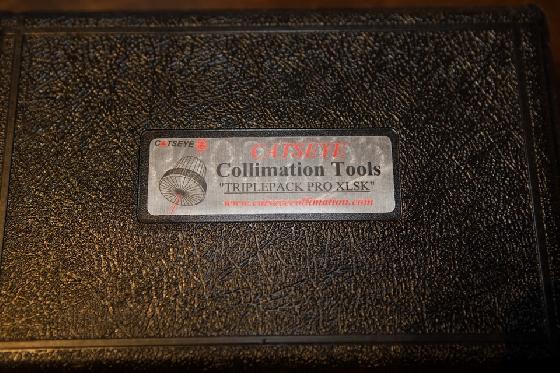 CATSEYE
CATSEYE
Collimation Tools
"TRIPLEPACK PRO XLSK"
www.catseyecollimation.com